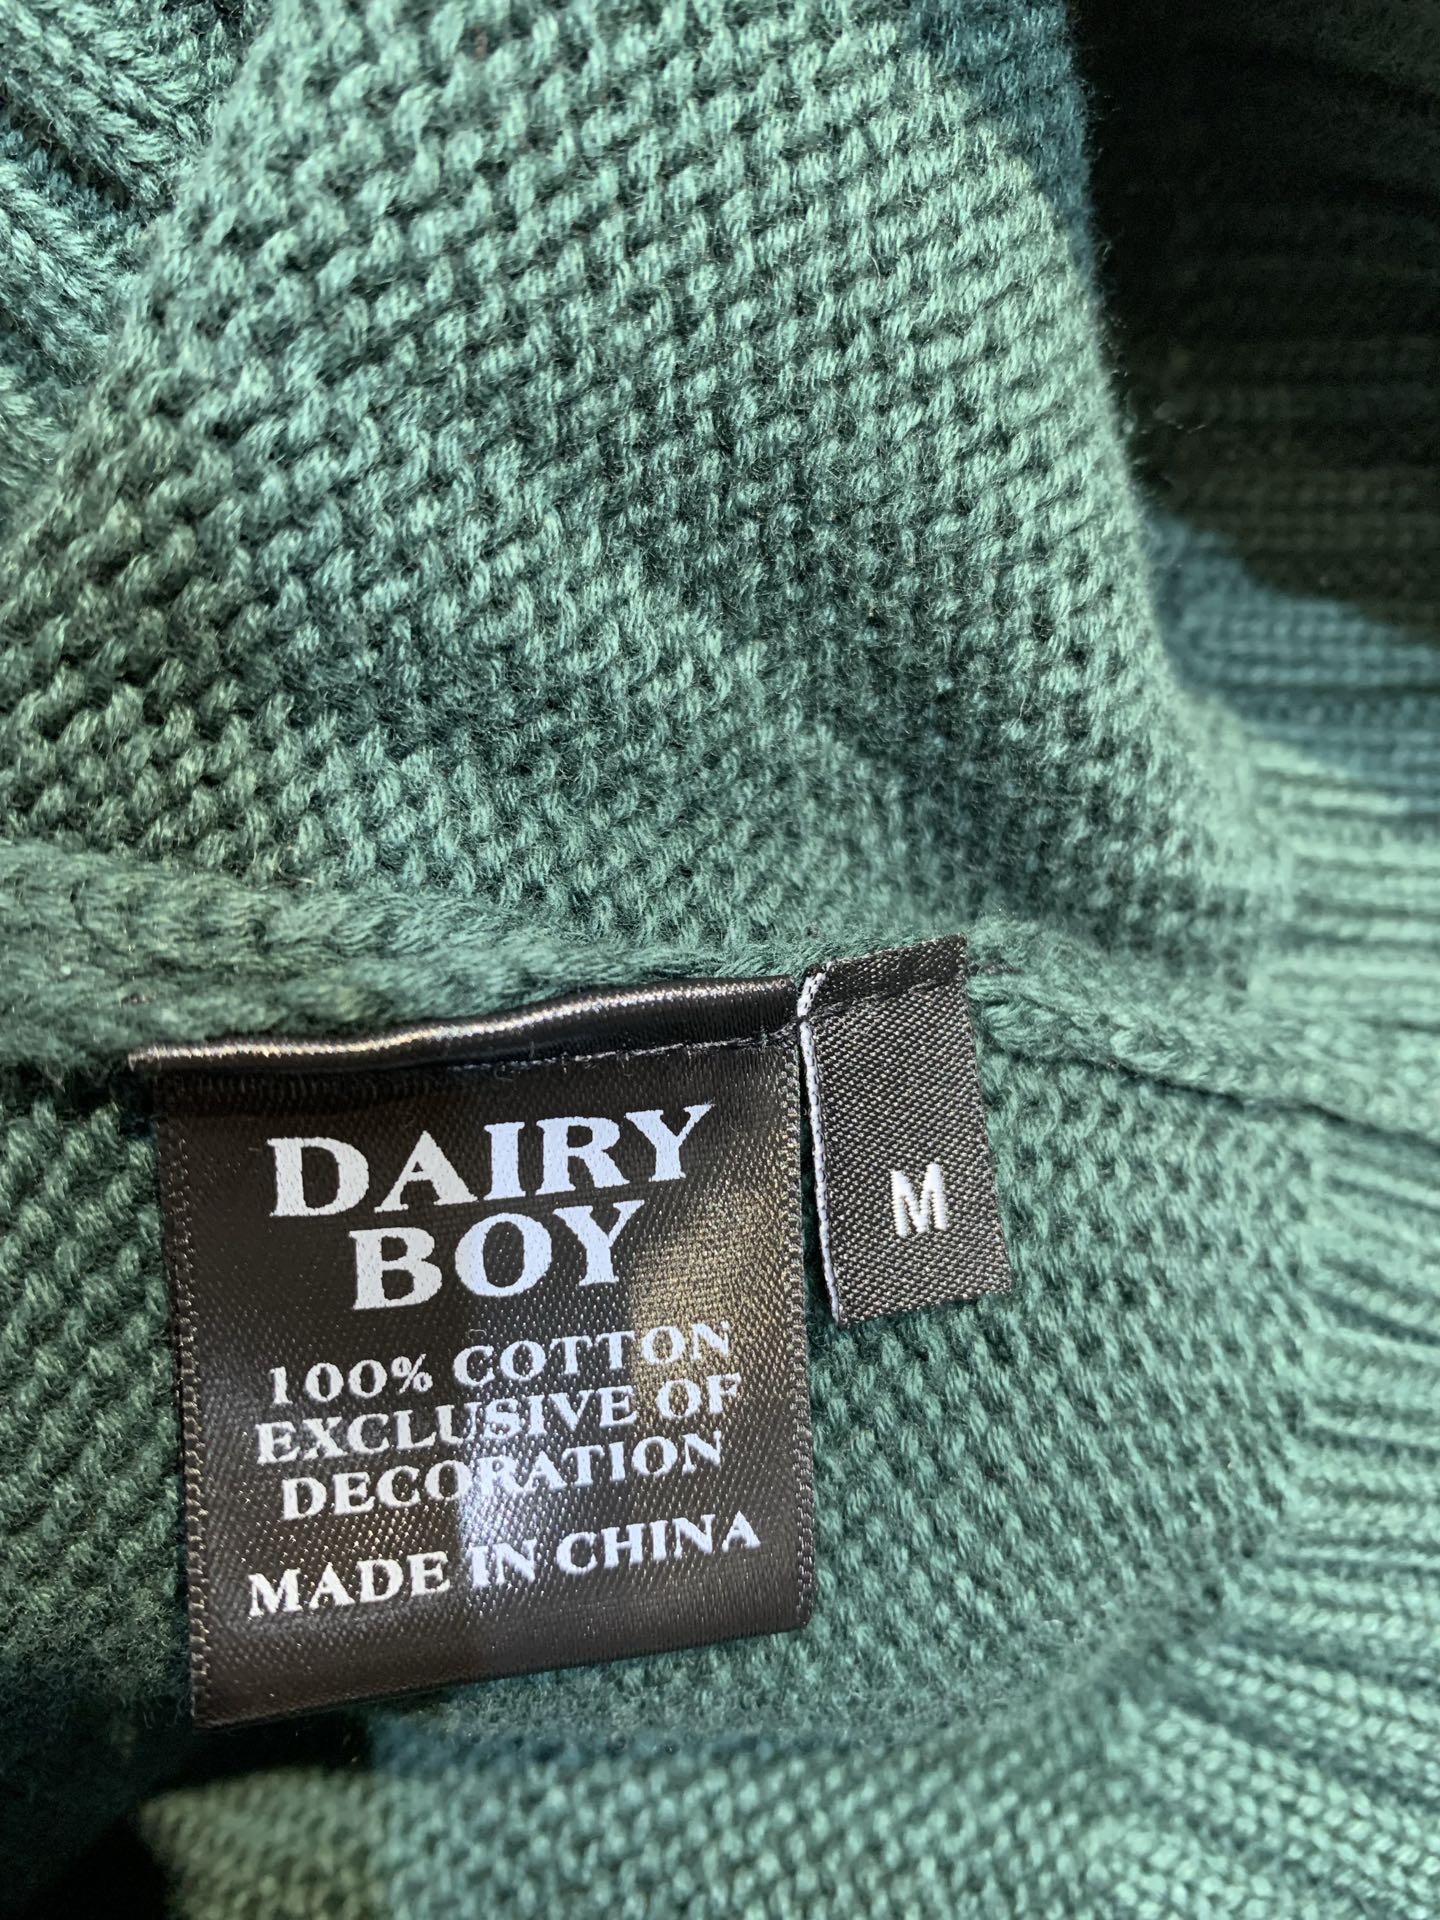 DAIRY
BOY
100% COTTON
EXCLUSIVE OF
DECORATION
MADE IN CHINA
M